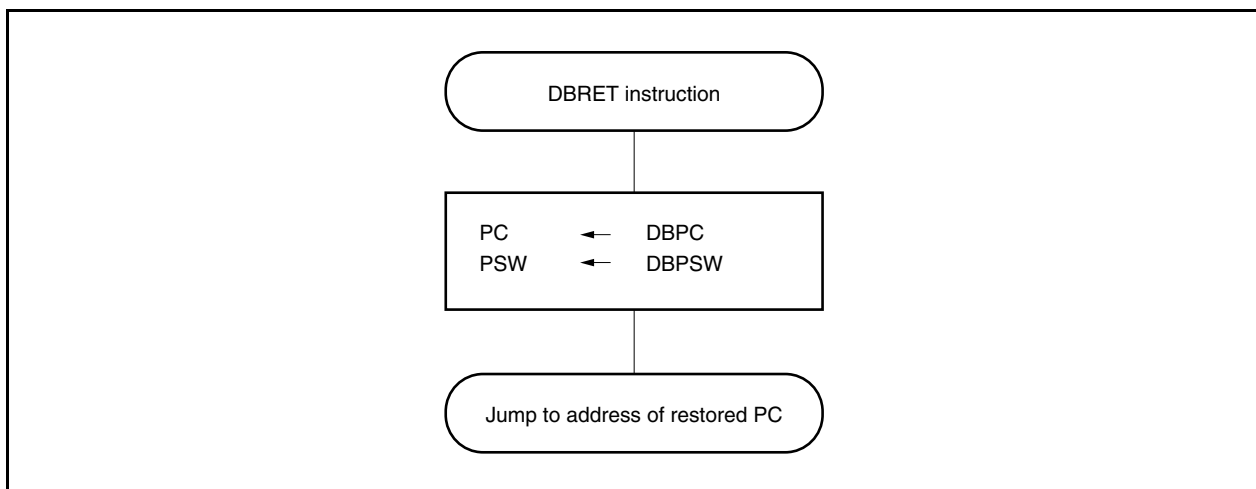 DBRET instruction
PC ← DBPC
PSW ← DBPSW
Jump to address of restored PC